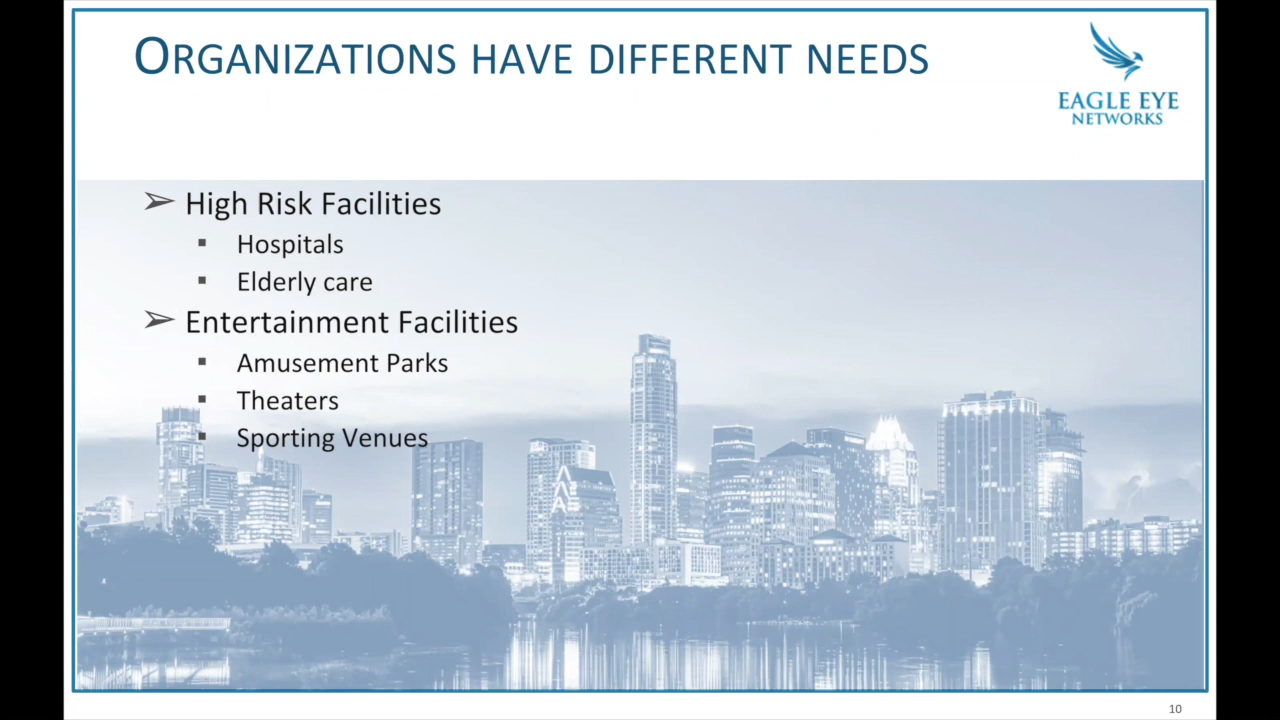 ORGANIZATIONS HAVE DIFFERENT NEEDS
EAGLE EYE
NETWORKS
➢ High Risk Facilities
▪ Hospitals
▪ Elderly care
➢ Entertainment Facilities
▪ Amusement Parks
▪ Theaters
▪ Sporting Venues
10